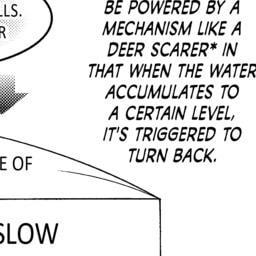 LLS.
R
BE POWERED BY A
MECHANISM LIKE A
DEER SCARER* IN
THAT WHEN THE WATER
ACCUMULATES TO
A CERTAIN LEVEL,
IT'S TRIGGERED TO
TURN BACK.
E OF
SLOW